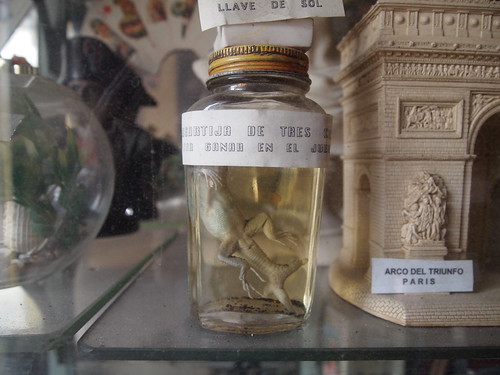 LLAVE DE SOL
DE TRES
GANAR EN EL
ARCO DEL TRIUNFO
PARIS